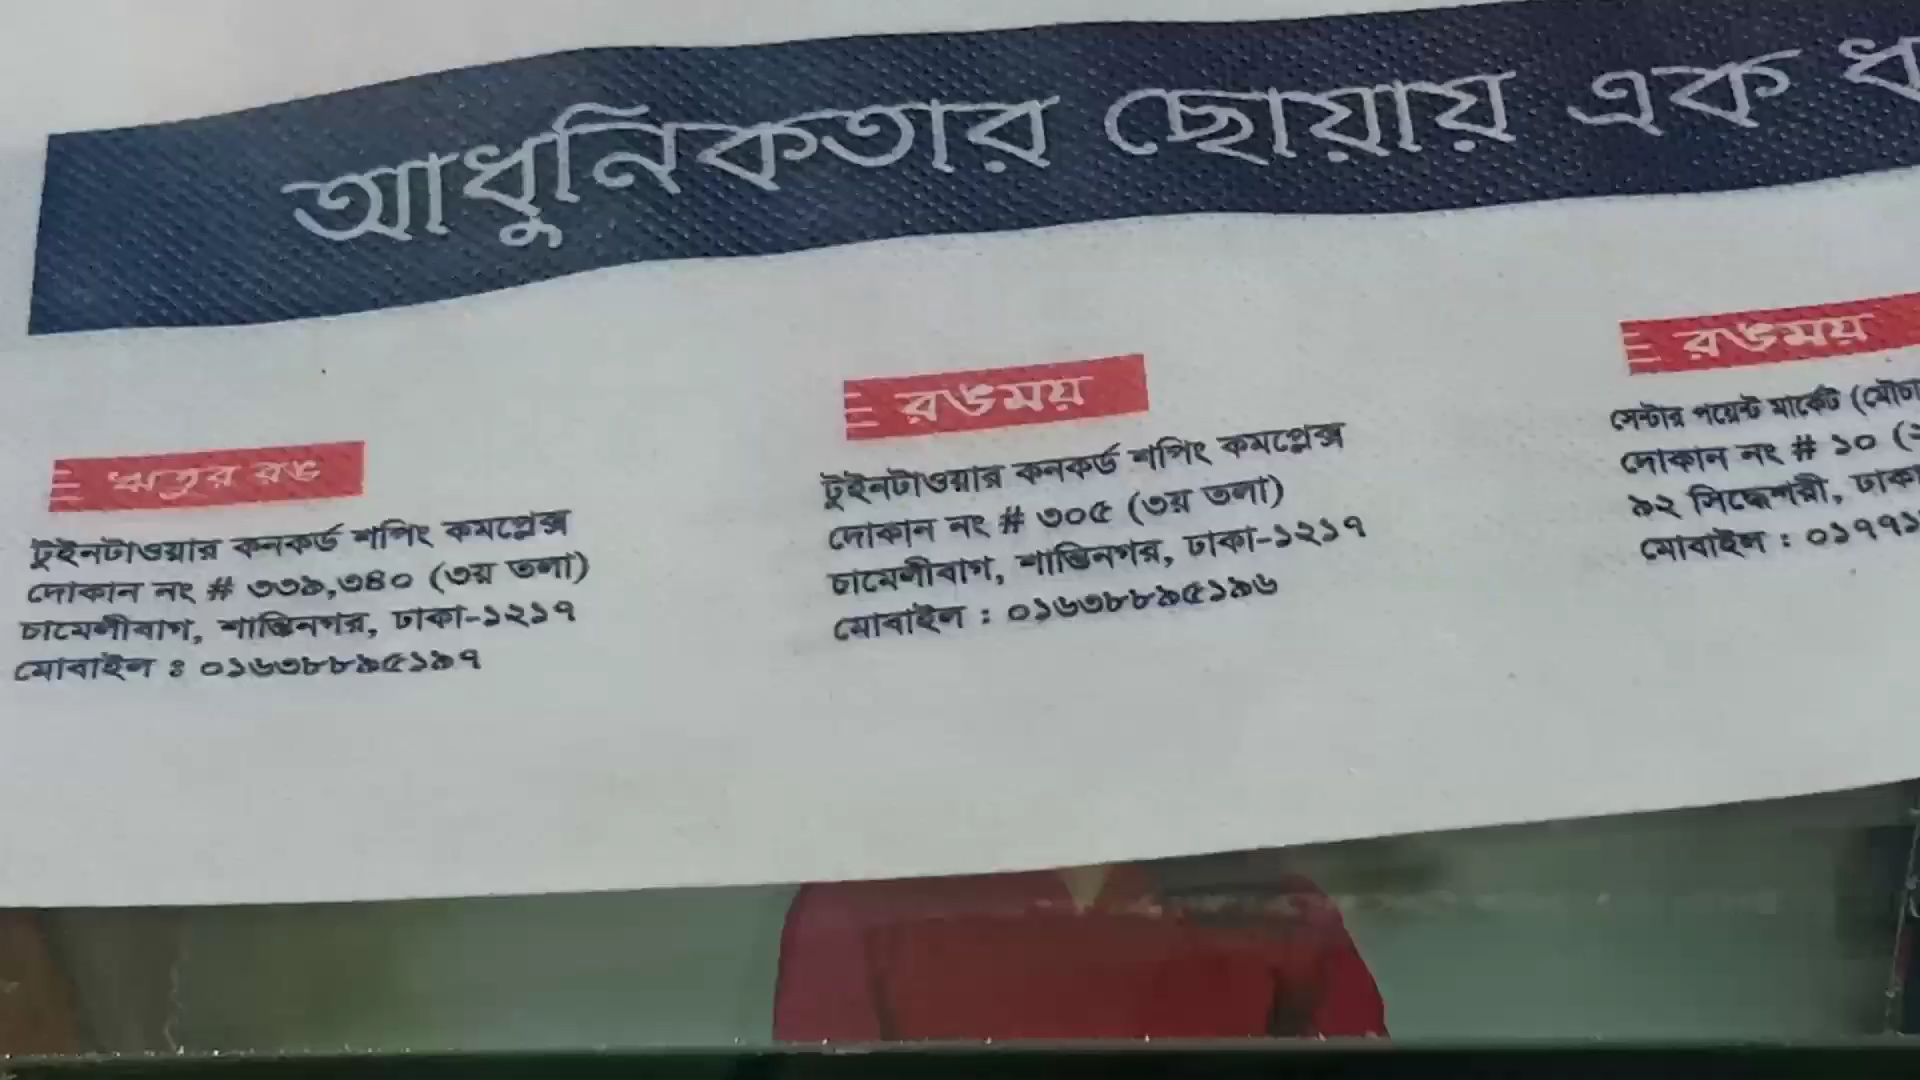 আধুনিকতার ছোয়ায় এক
ঋতুর রঙ
টুইনটাওয়ার কনকর্ড শপিং কমপ্লেক্স
দোকান নং # ৩৩৯,৩৪০ (৩য় তলা)
চামেলীবাগ, শান্তিনগর, ঢাকা-১২১৭
মোবাইল : ০১৬৩৮৮৯৫১৯৭
রঙময়
টুইনটাওয়ার কনকর্ড শপিং কমপ্লেক্স
দোকান নং # ৩০৫ (৩য় তলা)
চামেলীবাগ, শান্তিনগর, ঢাকা-১২১৭
মোবাইল : ০১৬৩৮৮৯৫১৯৬
রঙময়
সেন্টার পয়েন্ট মার্কেট
দোকান নং # ১০
৯২ সিদ্ধেশরী, ঢাকা
মোবাইল :